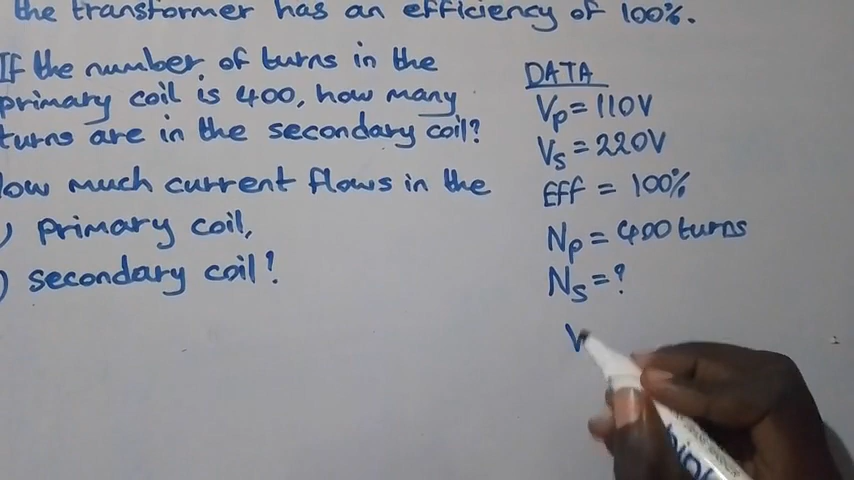 the transformer has an efficiency of 100%.
If the number of turns in the
primary coil is 400, how many
turns are in the secondary coil?
How much current flows in the
) primary coil,
) secondary coil?
DATA
Vp = 110V
Vs = 220V
Eff = 100%
Np = 400 turns
Ns = ?
V